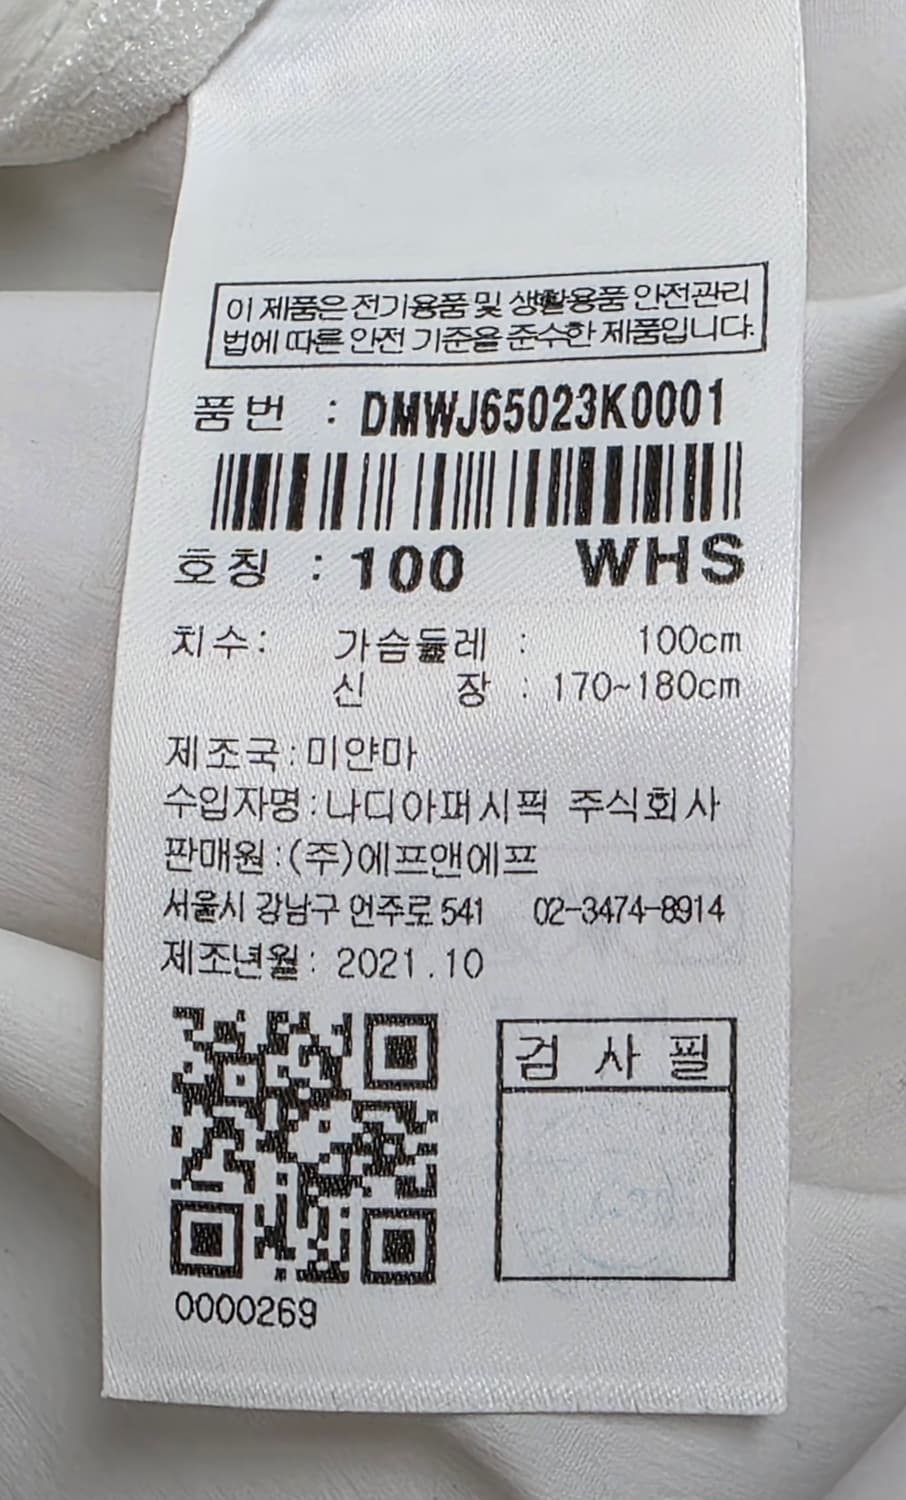 이 제품은 전기용품 및 생활용품 안전관리
법에 따른 안전 기준을 준수한 제품입니다.
품번 : DMWJ65023K0001
호칭 : 100 WHS
치수: 가슴둘레 : 100cm
신 장 : 170~180cm
제조국:미얀마
수입자명:나디아퍼시픽 주식회사
판매원:(주)에프앤에프
서울시 강남구 언주로 541 02-3474-8914
제조년월: 2021.10
검 사 필
0000269